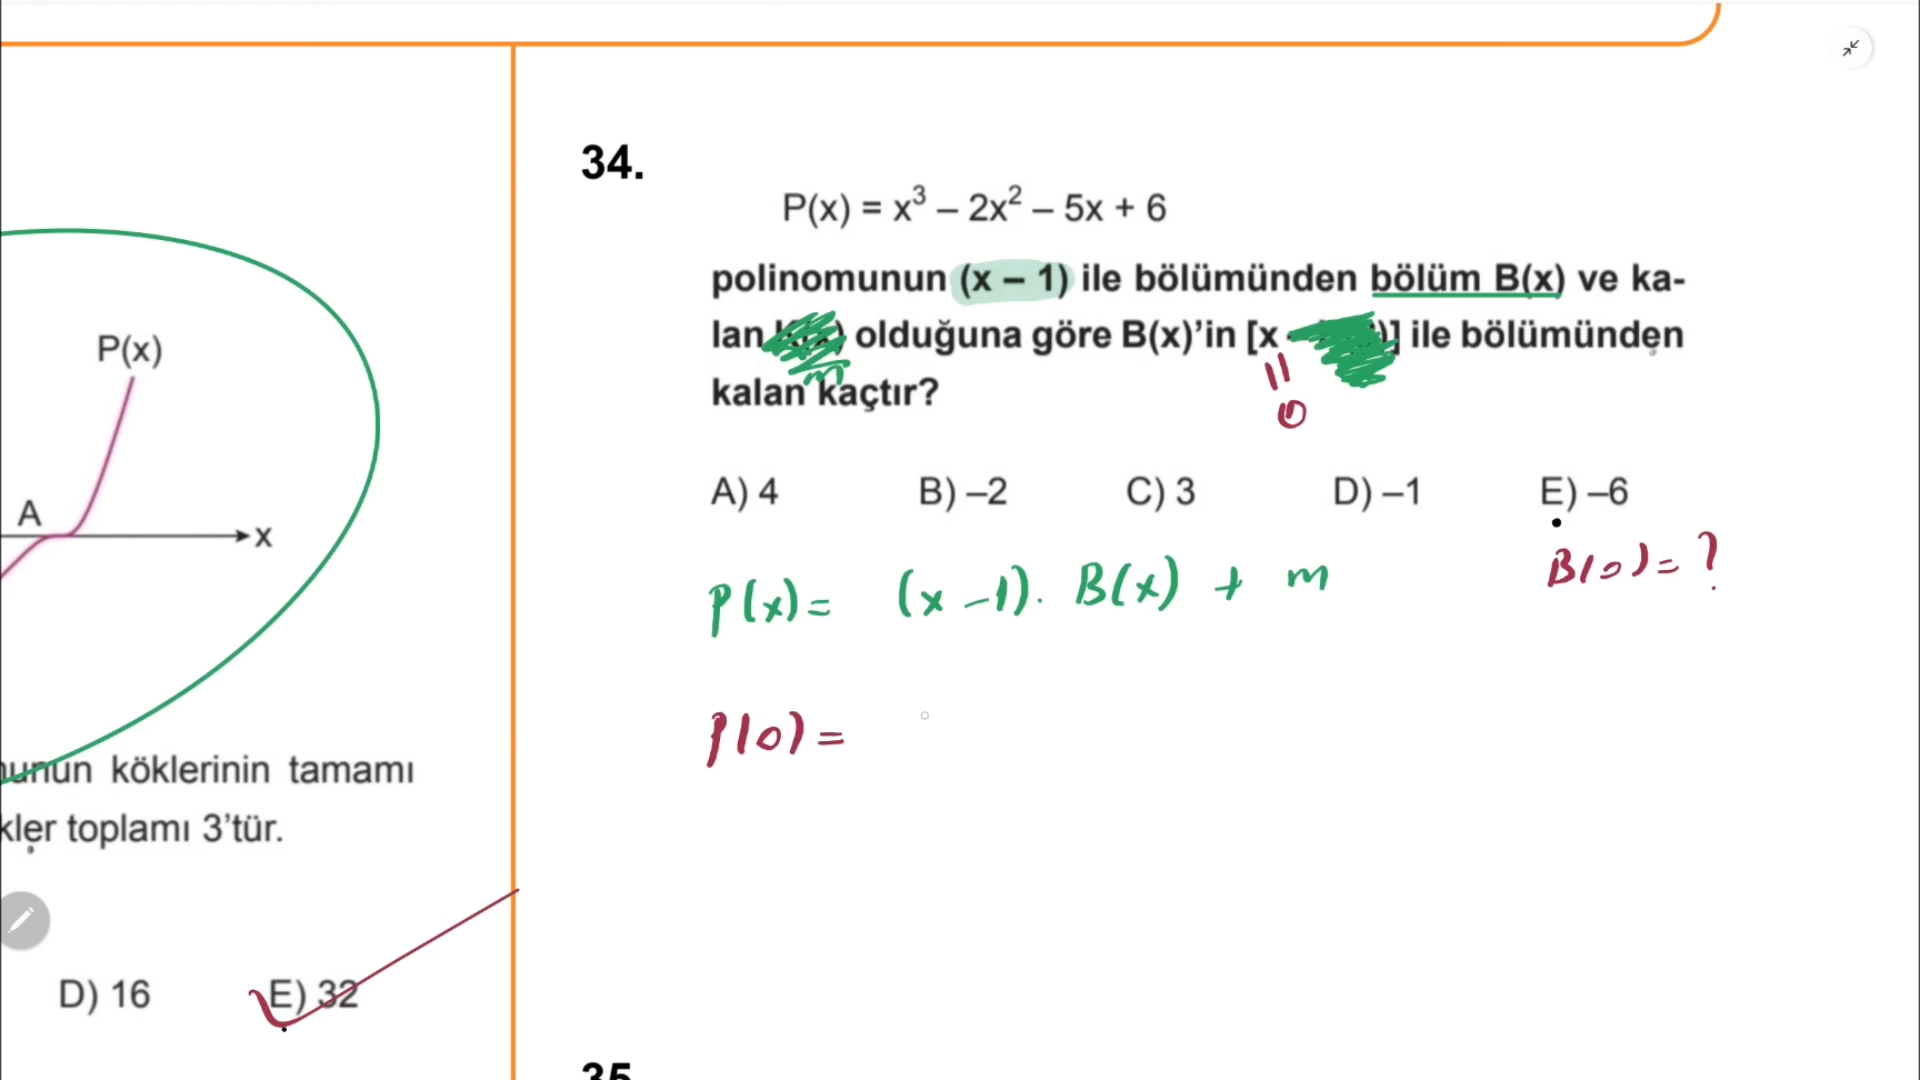 P(x)
A
x
unun köklerinin tamamı
kler toplamı 3’tür.
D) 16
E) 32
34.
P(x) = x³ – 2x² – 5x + 6
polinomunun (x – 1) ile bölümünden bölüm B(x) ve ka-
lan olduğuna göre B(x)’in [x )] ile bölümünden
m
kalan kaçtır?
0
A) 4 B) –2 C) 3 D) –1 E) –6
B(0) = ?
P(x) = (x – 1). B(x) + m
P(0) =
35